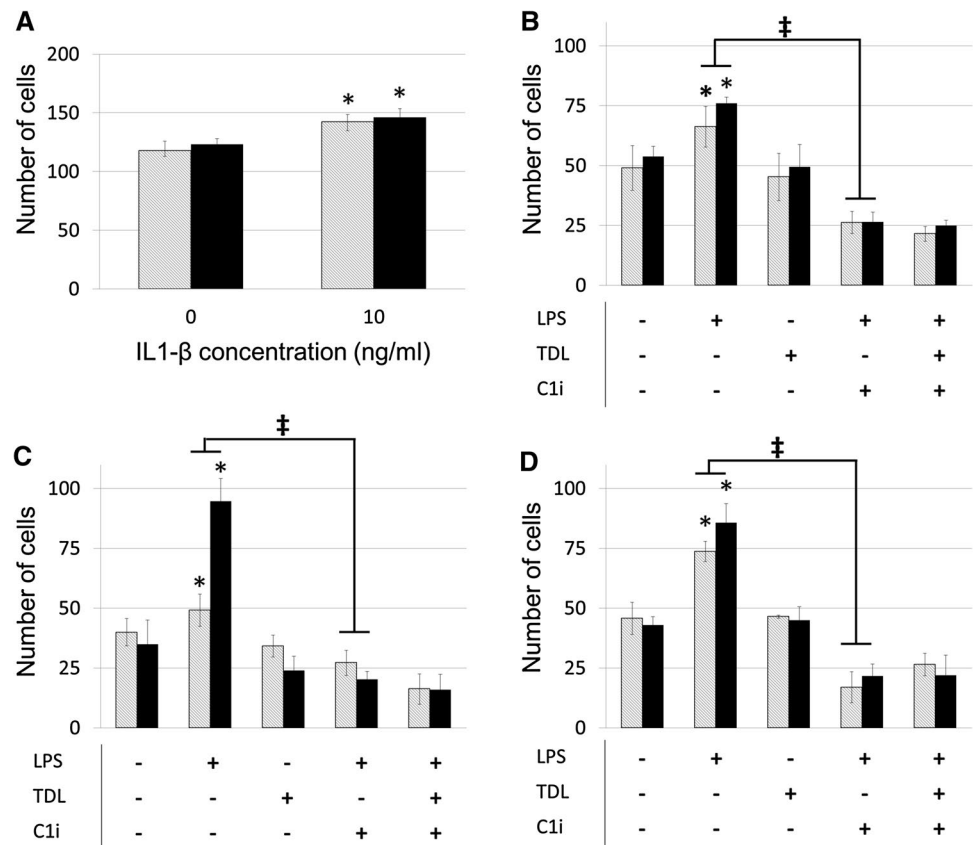 A
Number of cells
200
150
100
50
0
* *
0 10
IL1-β concentration (ng/ml)
B
Number of cells
100
75
50
25
0
‡
* *
LPS - + - + +
TDL - - + - +
C1i - - - + +
C
Number of cells
100
75
50
25
0
‡
* *
LPS - + - + +
TDL - - + - +
C1i - - - + +
D
Number of cells
100
75
50
25
0
‡
* *
LPS - + - + +
TDL - - + - +
C1i - - - + +